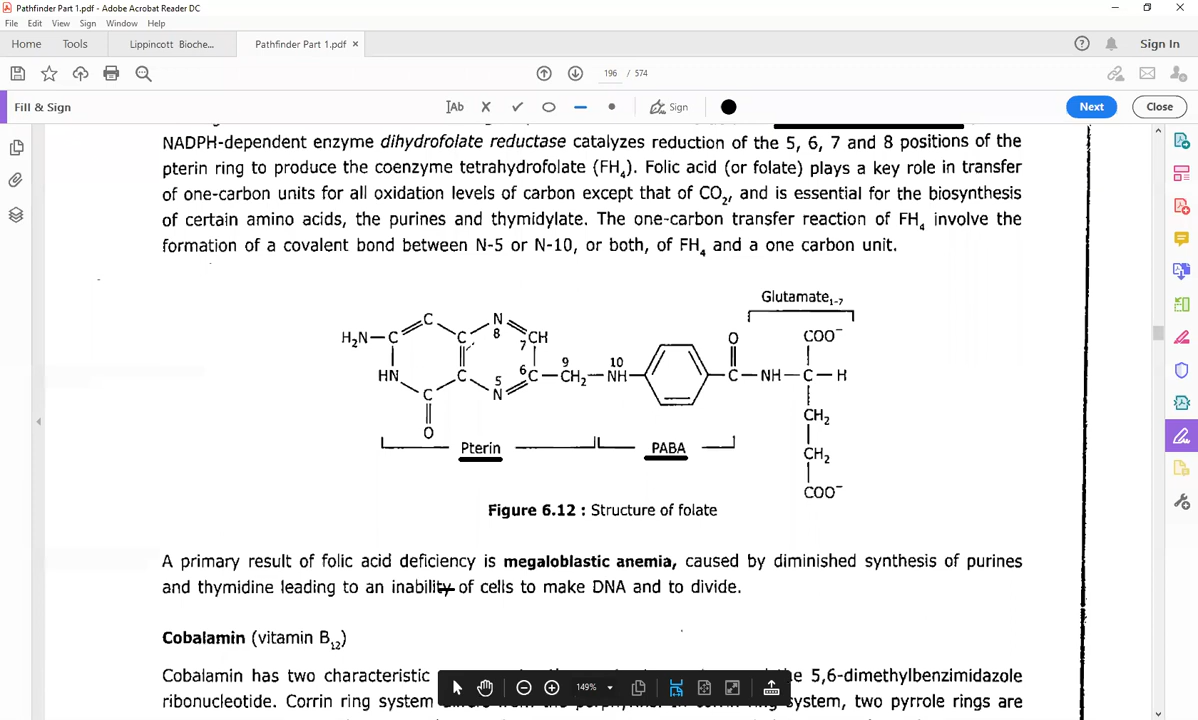 Pathfinder Part 1.pdf - Adobe Acrobat Reader DC
File Edit View Sign Window Help
Home Tools Lippincott Bioche... Pathfinder Part 1.pdf × Sign In
196 / 574
Fill & Sign Ab Sign Next Close
NADPH-dependent enzyme dihydrofolate reductase catalyzes reduction of the 5, 6, 7 and 8 positions of the
pterin ring to produce the coenzyme tetrahydrofolate (FH4). Folic acid (or folate) plays a key role in transfer
of one-carbon units for all oxidation levels of carbon except that of CO2, and is essential for the biosynthesis
of certain amino acids, the purines and thymidylate. The one-carbon transfer reaction of FH4 involve the
formation of a covalent bond between N-5 or N-10, or both, of FH4 and a one carbon unit.
Glutamate1-7
C N O COO⁻
H2N C C 8 7 CH
9 10
HN C 5 6 C CH2 NH C NH C H
C N CH2
O
Pterin PABA
CH2
COO⁻
Figure 6.12 : Structure of folate
A primary result of folic acid deficiency is megaloblastic anemia, caused by diminished synthesis of purines
and thymidine leading to an inability of cells to make DNA and to divide.
Cobalamin (vitamin B12)
Cobalamin has two characteristic
e 5,6-dimethylbenzimidazole
149%
ribonucleotide. Corrin ring system
system, two pyrrole rings are